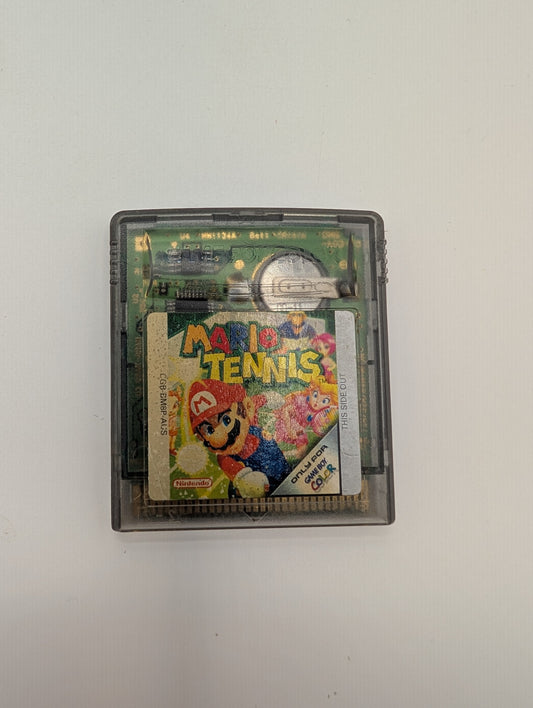 MARIO
TENNIS
CGB-BM8P-AUS
THIS SIDE OUT
ONLY FOR
GAME BOY
COLOR
Nintendo